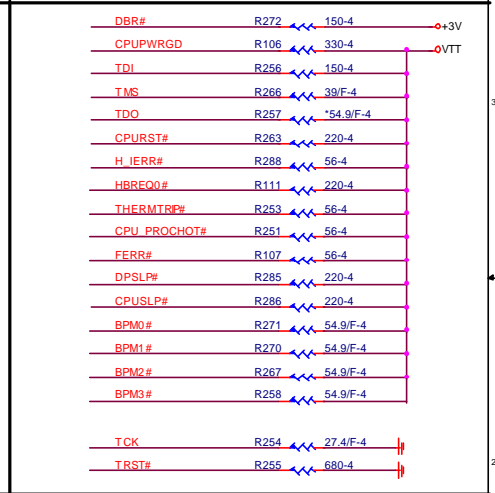 DBR# R272 150-4 +3V
CPUPWRGD R106 330-4 VTT
TDI R256 150-4
TMS R266 39/F-4
TDO R257 *54.9/F-4
CPURST# R263 220-4
H_IERR# R288 56-4
HBREQ0# R111 220-4
THERMTRIP# R253 56-4
CPU_PROCHOT# R251 56-4
FERR# R107 56-4
DPSLP# R285 220-4
CPUSLP# R286 220-4
BPM0# R271 54.9/F-4
BPM1# R270 54.9/F-4
BPM2# R267 54.9/F-4
BPM3# R258 54.9/F-4
TCK R254 27.4/F-4
TRST# R255 680-4
3
2